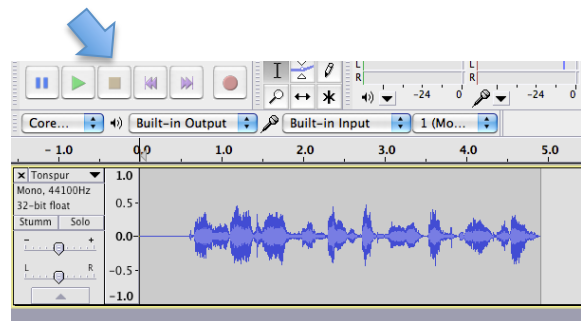 L L
R R
-24 0 -24 0
Core... Built-in Output Built-in Input 1 (Mo...
- 1.0 0.0 1.0 2.0 3.0 4.0 5.0
× Tonspur 1.0
Mono, 44100Hz
32-bit float 0.5-
Stumm Solo
- + 0.0-
L R -0.5-
-1.0